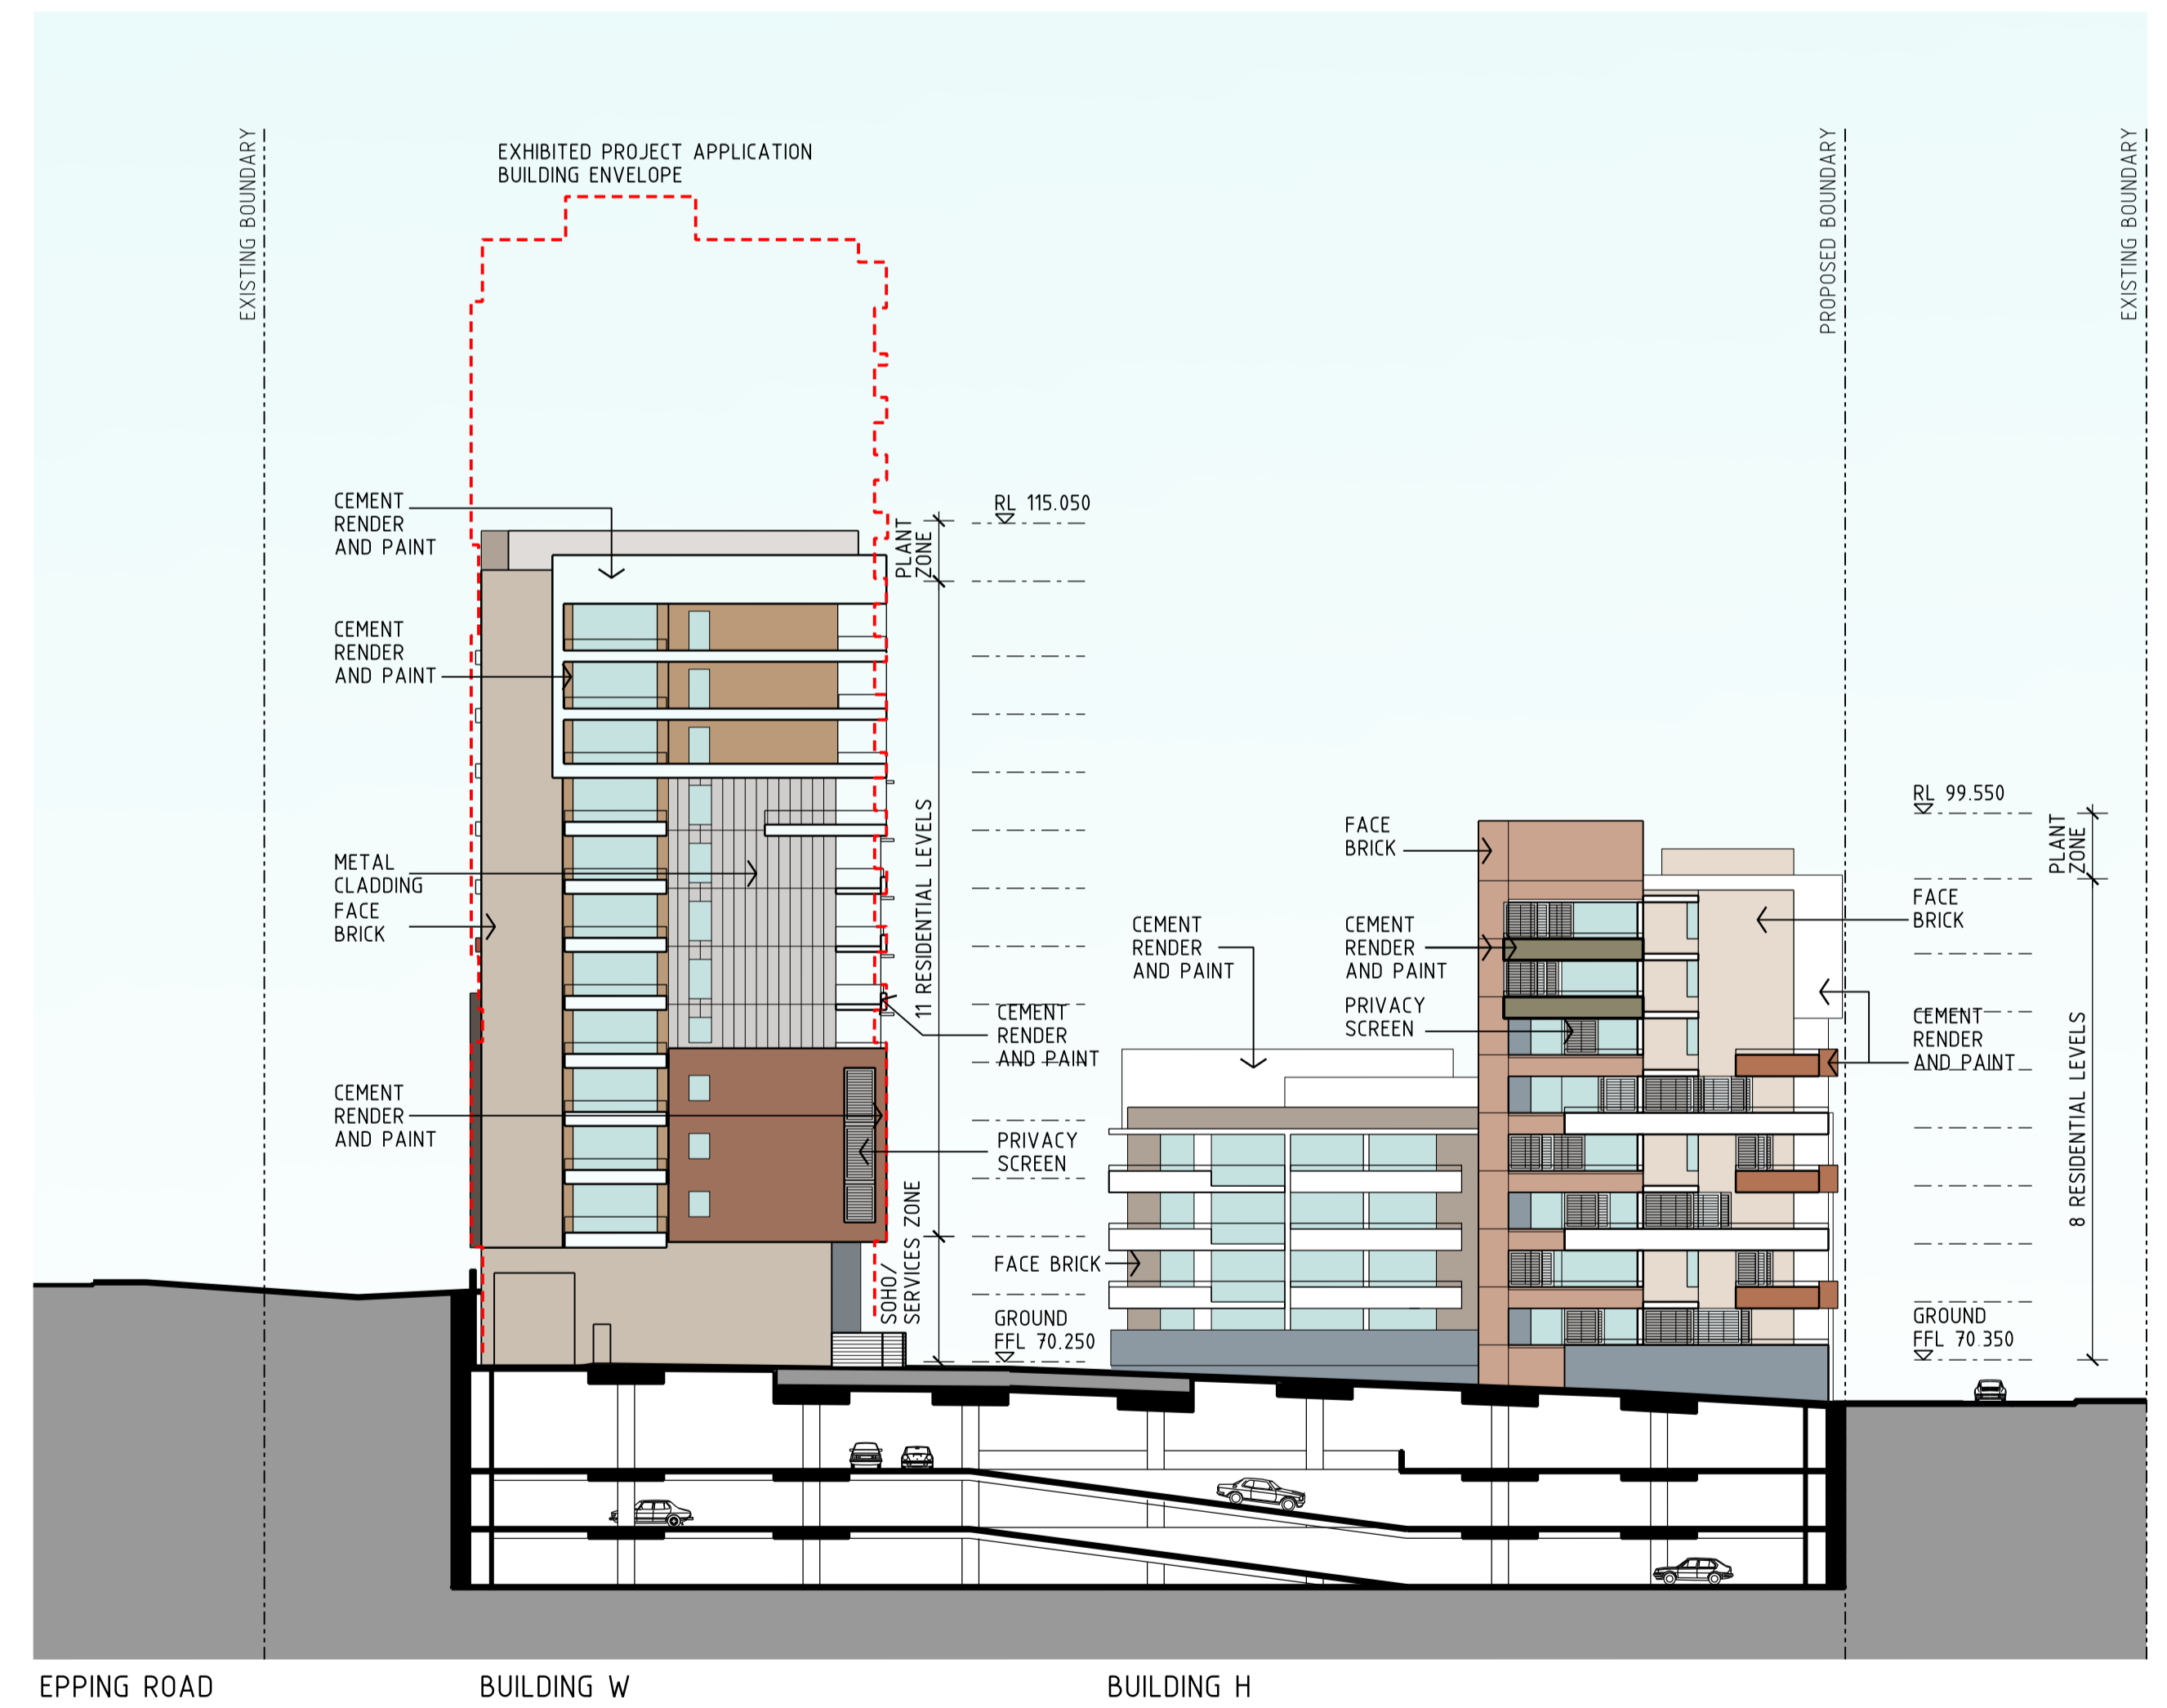 EXISTING BOUNDARY
EXHIBITED PROJECT APPLICATION
BUILDING ENVELOPE
PROPOSED BOUNDARY
EXISTING BOUNDARY
CEMENT
RENDER
AND PAINT
RL 115.050
PLANT
ZONE
CEMENT
RENDER
AND PAINT
METAL
CLADDING
FACE
BRICK
11 RESIDENTIAL LEVELS
CEMENT
RENDER
AND PAINT
CEMENT
RENDER
AND PAINT
PRIVACY
SCREEN
SOHO/
SERVICES ZONE
GROUND
FFL 70.250
FACE BRICK
CEMENT
RENDER
AND PAINT
FACE
BRICK
CEMENT
RENDER
AND PAINT
PRIVACY
SCREEN
RL 99.550
PLANT
ZONE
FACE
BRICK
CEMENT
RENDER
AND PAINT
8 RESIDENTIAL LEVELS
GROUND
FFL 70.350
EPPING ROAD
BUILDING W
BUILDING H